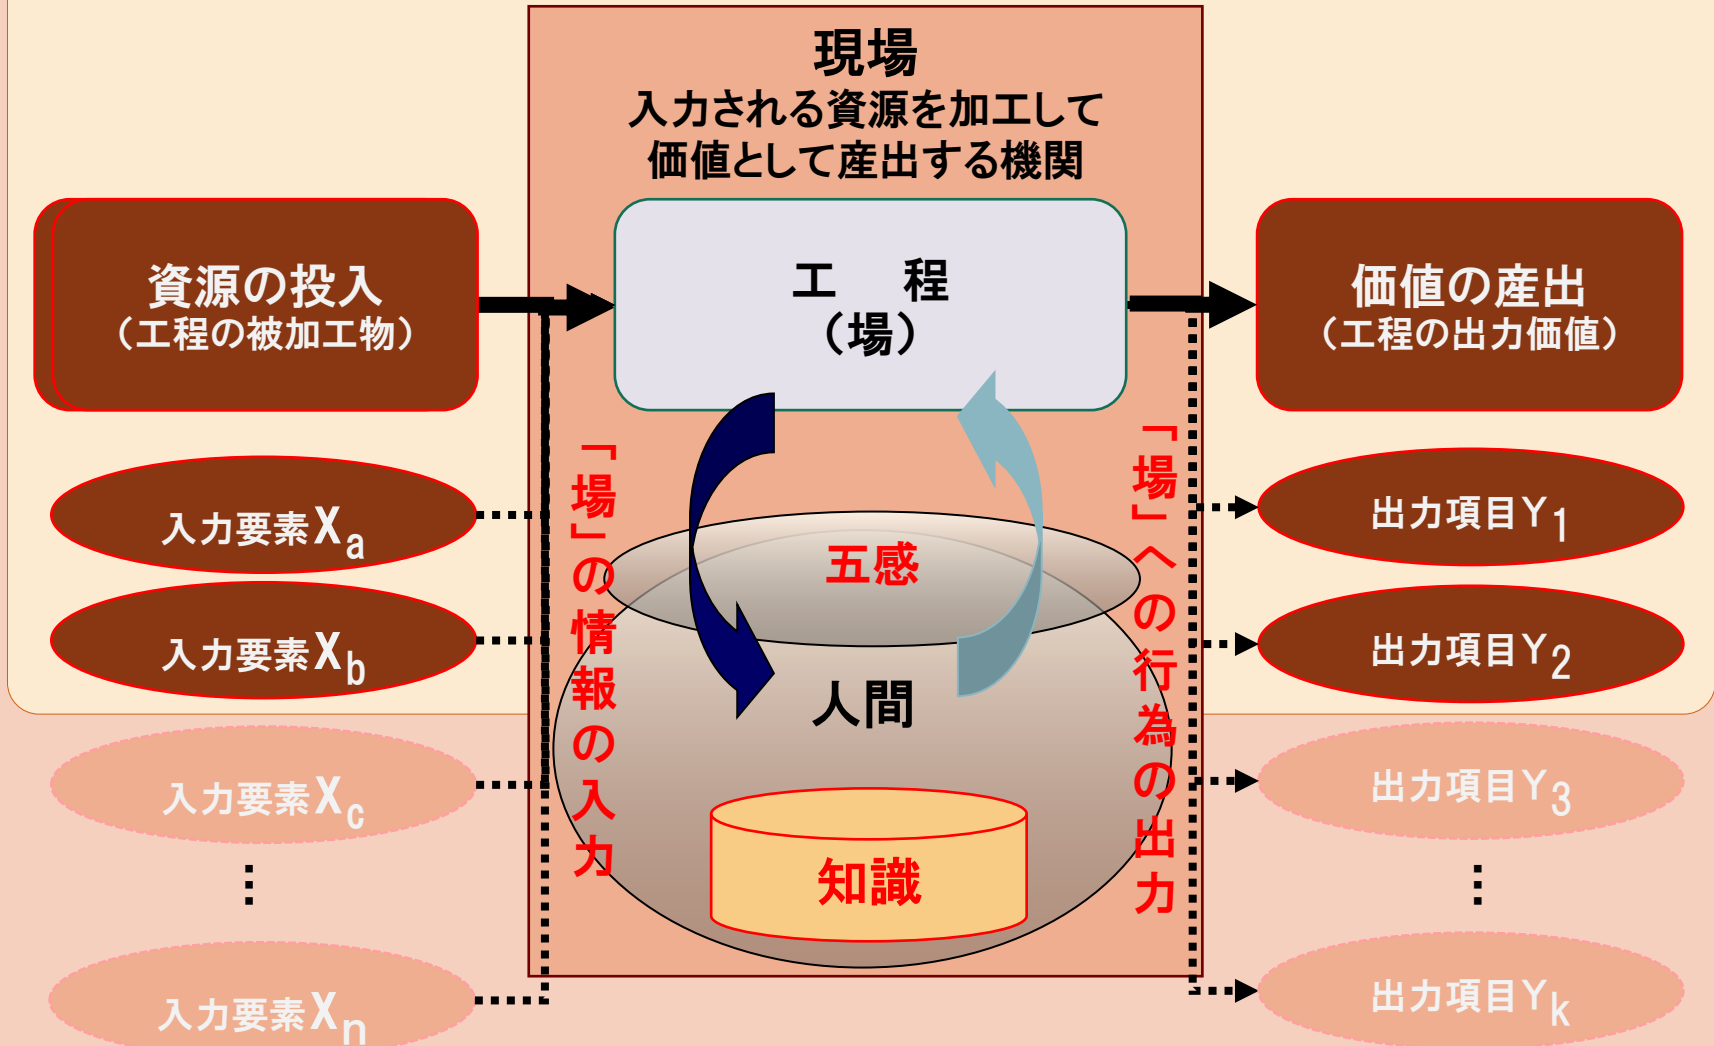 現場
入力される資源を加工して
価値として産出する機関
資源の投入
（工程の被加工物）
工　程
（場）
価値の産出
（工程の出力価値）
「場」の情報の入力
「場」への行為の出力
入力要素Xa
入力要素Xb
入力要素Xc
⋮
入力要素Xn
五感
人間
知識
出力項目Y1
出力項目Y2
出力項目Y3
⋮
出力項目Yk